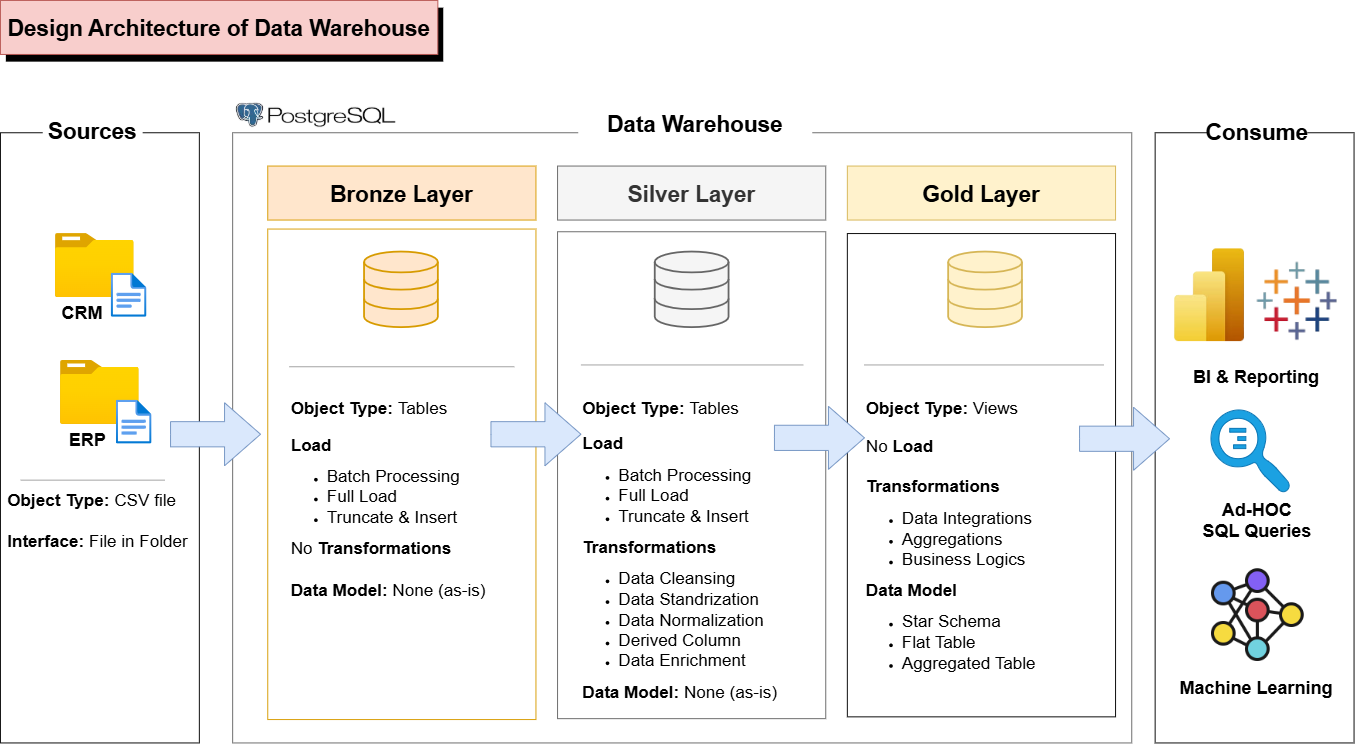 Design Architecture of Data Warehouse
Sources
CRM
ERP
Object Type: CSV file
Interface: File in Folder
PostgreSQL
Data Warehouse
Bronze Layer
Object Type: Tables
Load
Batch Processing
Full Load
Truncate & Insert
No Transformations
Data Model: None (as-is)
Silver Layer
Object Type: Tables
Load
Batch Processing
Full Load
Truncate & Insert
Transformations
Data Cleansing
Data Standrization
Data Normalization
Derived Column
Data Enrichment
Data Model: None (as-is)
Gold Layer
Object Type: Views
No Load
Transformations
Data Integrations
Aggregations
Business Logics
Data Model
Star Schema
Flat Table
Aggregated Table
Consume
BI & Reporting
Ad-HOC
SQL Queries
Machine Learning